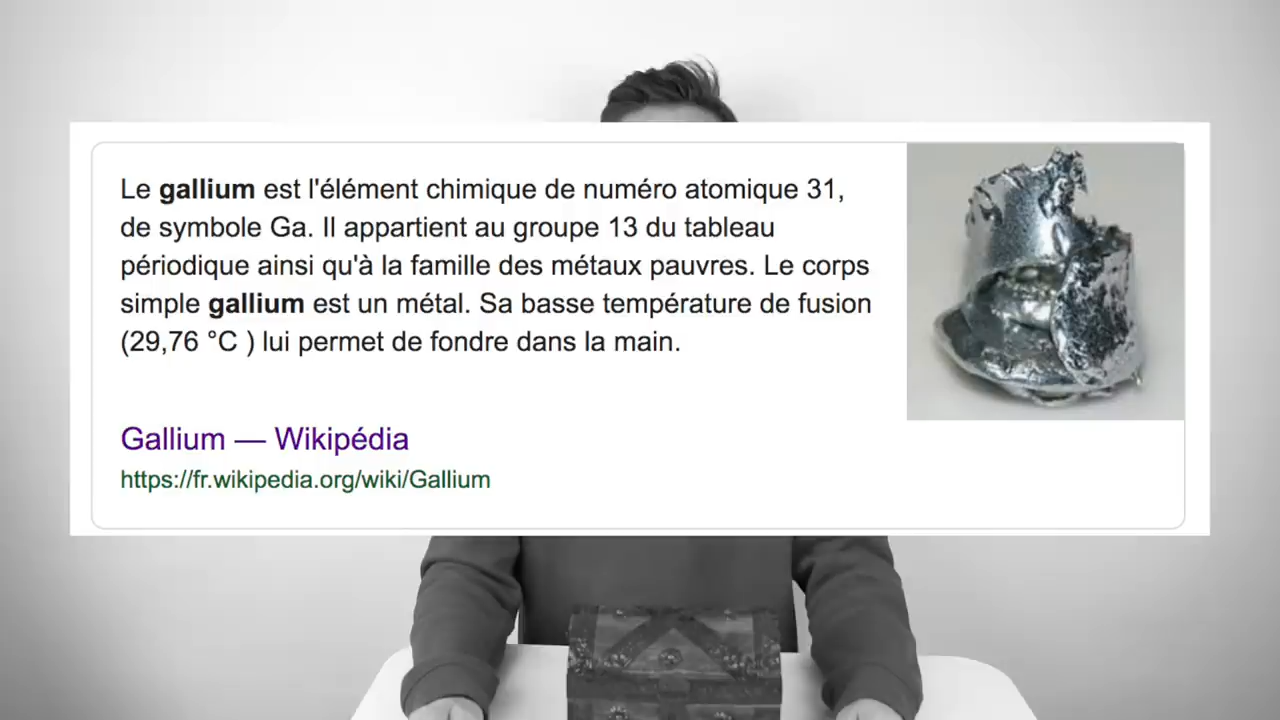 Le gallium est l'élément chimique de numéro atomique 31,
de symbole Ga. Il appartient au groupe 13 du tableau
périodique ainsi qu'à la famille des métaux pauvres. Le corps
simple gallium est un métal. Sa basse température de fusion
(29,76 °C ) lui permet de fondre dans la main.
Gallium — Wikipédia
https://fr.wikipedia.org/wiki/Gallium